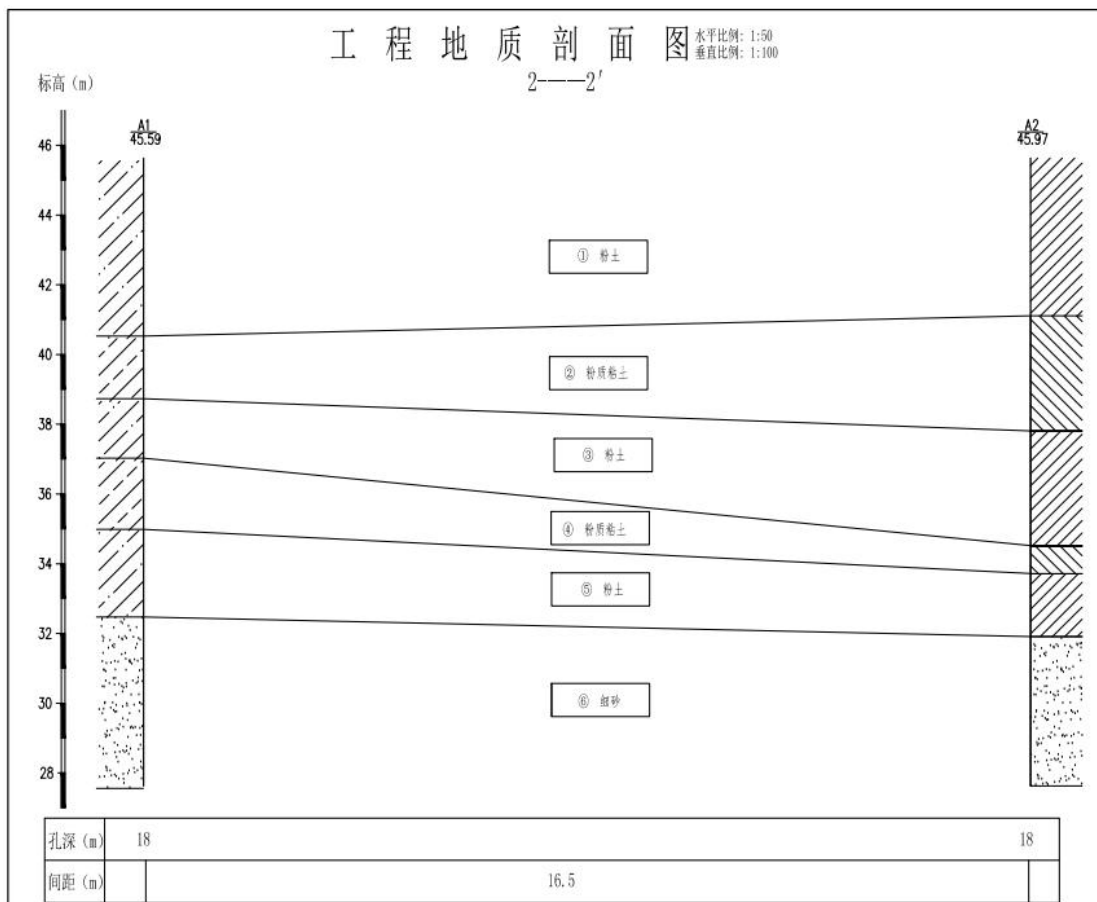 工程地质剖面图
水平比例: 1:50
垂直比例: 1:100
2——2'
标高(m)
A1
45.59
A2
45.97
46
44
42
40
38
36
34
32
30
28
① 粉土
② 粉质粘土
③ 粉土
④ 粉质粘土
⑤ 粉土
⑥ 细砂
孔深(m) 18 18
间距(m) 16.5